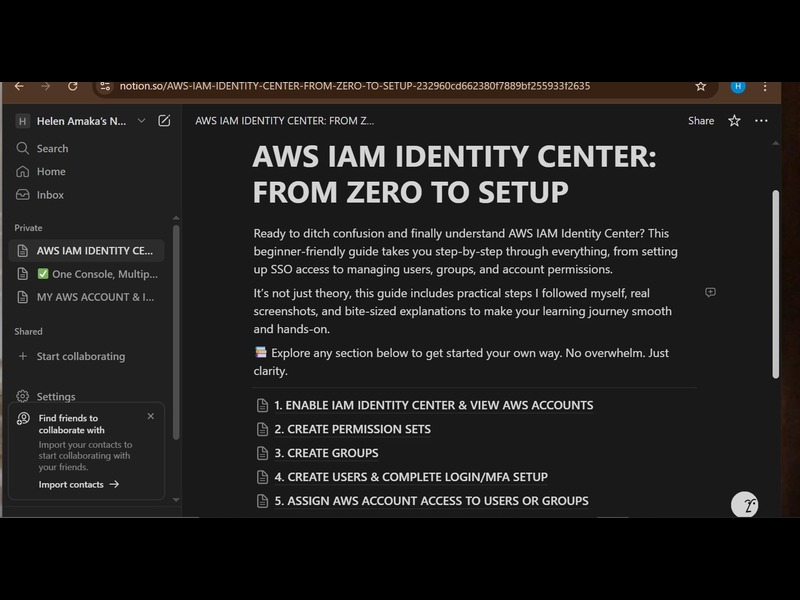 notion.so/AWS-IAM-IDENTITY-CENTER-FROM-ZERO-TO-SETUP-232960cd662380f7889bf255933f2635
H
H Helen Amaka's N...
AWS IAM IDENTITY CENTER: FROM Z...
Share
Search
Home
Inbox
Private
AWS IAM IDENTITY CE...
✅ One Console, Multip...
MY AWS ACCOUNT & I...
Shared
+ Start collaborating
Settings
Find friends to
collaborate with
Import your contacts to
start collaborating with
your friends.
Import contacts →
AWS IAM IDENTITY CENTER:
FROM ZERO TO SETUP
Ready to ditch confusion and finally understand AWS IAM Identity Center? This
beginner-friendly guide takes you step-by-step through everything, from setting
up SSO access to managing users, groups, and account permissions.
It's not just theory, this guide includes practical steps I followed myself, real
screenshots, and bite-sized explanations to make your learning journey smooth
and hands-on.
📚 Explore any section below to get started your own way. No overwhelm. Just
clarity.
1. ENABLE IAM IDENTITY CENTER & VIEW AWS ACCOUNTS
2. CREATE PERMISSION SETS
3. CREATE GROUPS
4. CREATE USERS & COMPLETE LOGIN/MFA SETUP
5. ASSIGN AWS ACCOUNT ACCESS TO USERS OR GROUPS